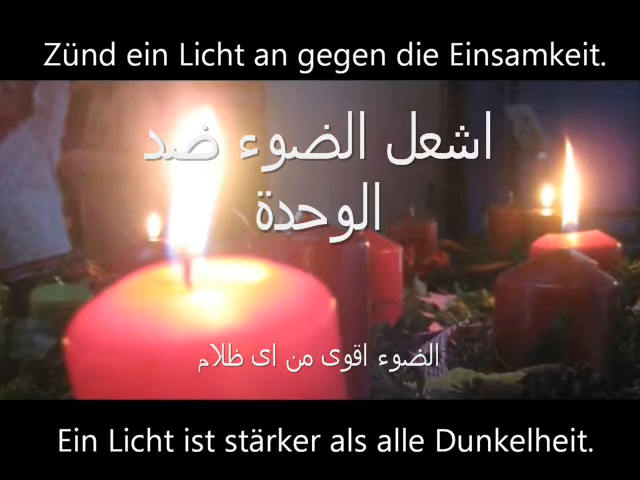 Zünd ein Licht an gegen die Einsamkeit.
اشعل الضوء ضد
الوحدة
الضوء اقوى من اى ظلام
Ein Licht ist stärker als alle Dunkelheit.